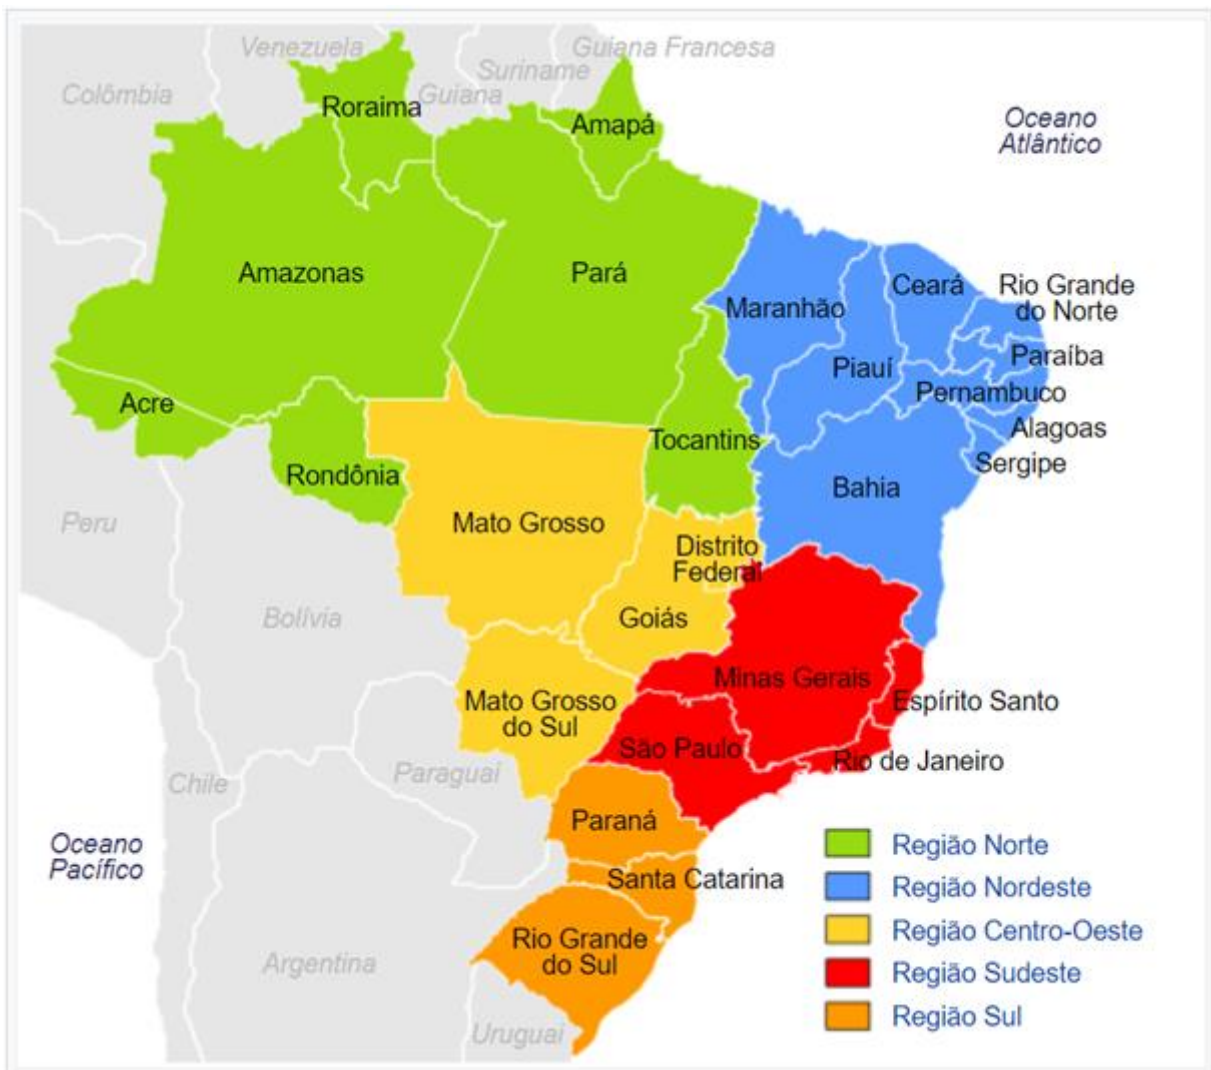 Venezuela
Guiana Francesa
Suriname
Colômbia
Guiana
Roraima
Amapá
Oceano
Atlântico
Amazonas
Pará
Maranhão
Ceará
Rio Grande
do Norte
Piauí
Paraíba
Pernambuco
Acre
Alagoas
Tocantins
Sergipe
Rondônia
Bahia
Peru
Mato Grosso
Distrito
Federal
Bolívia
Goiás
Minas Gerais
Mato Grosso
do Sul
Espírito Santo
São Paulo
Rio de Janeiro
Paraguai
Chile
Paraná
Oceano
Pacífico
Santa Catarina
Rio Grande
do Sul
Argentina
Uruguai
Região Norte
Região Nordeste
Região Centro-Oeste
Região Sudeste
Região Sul